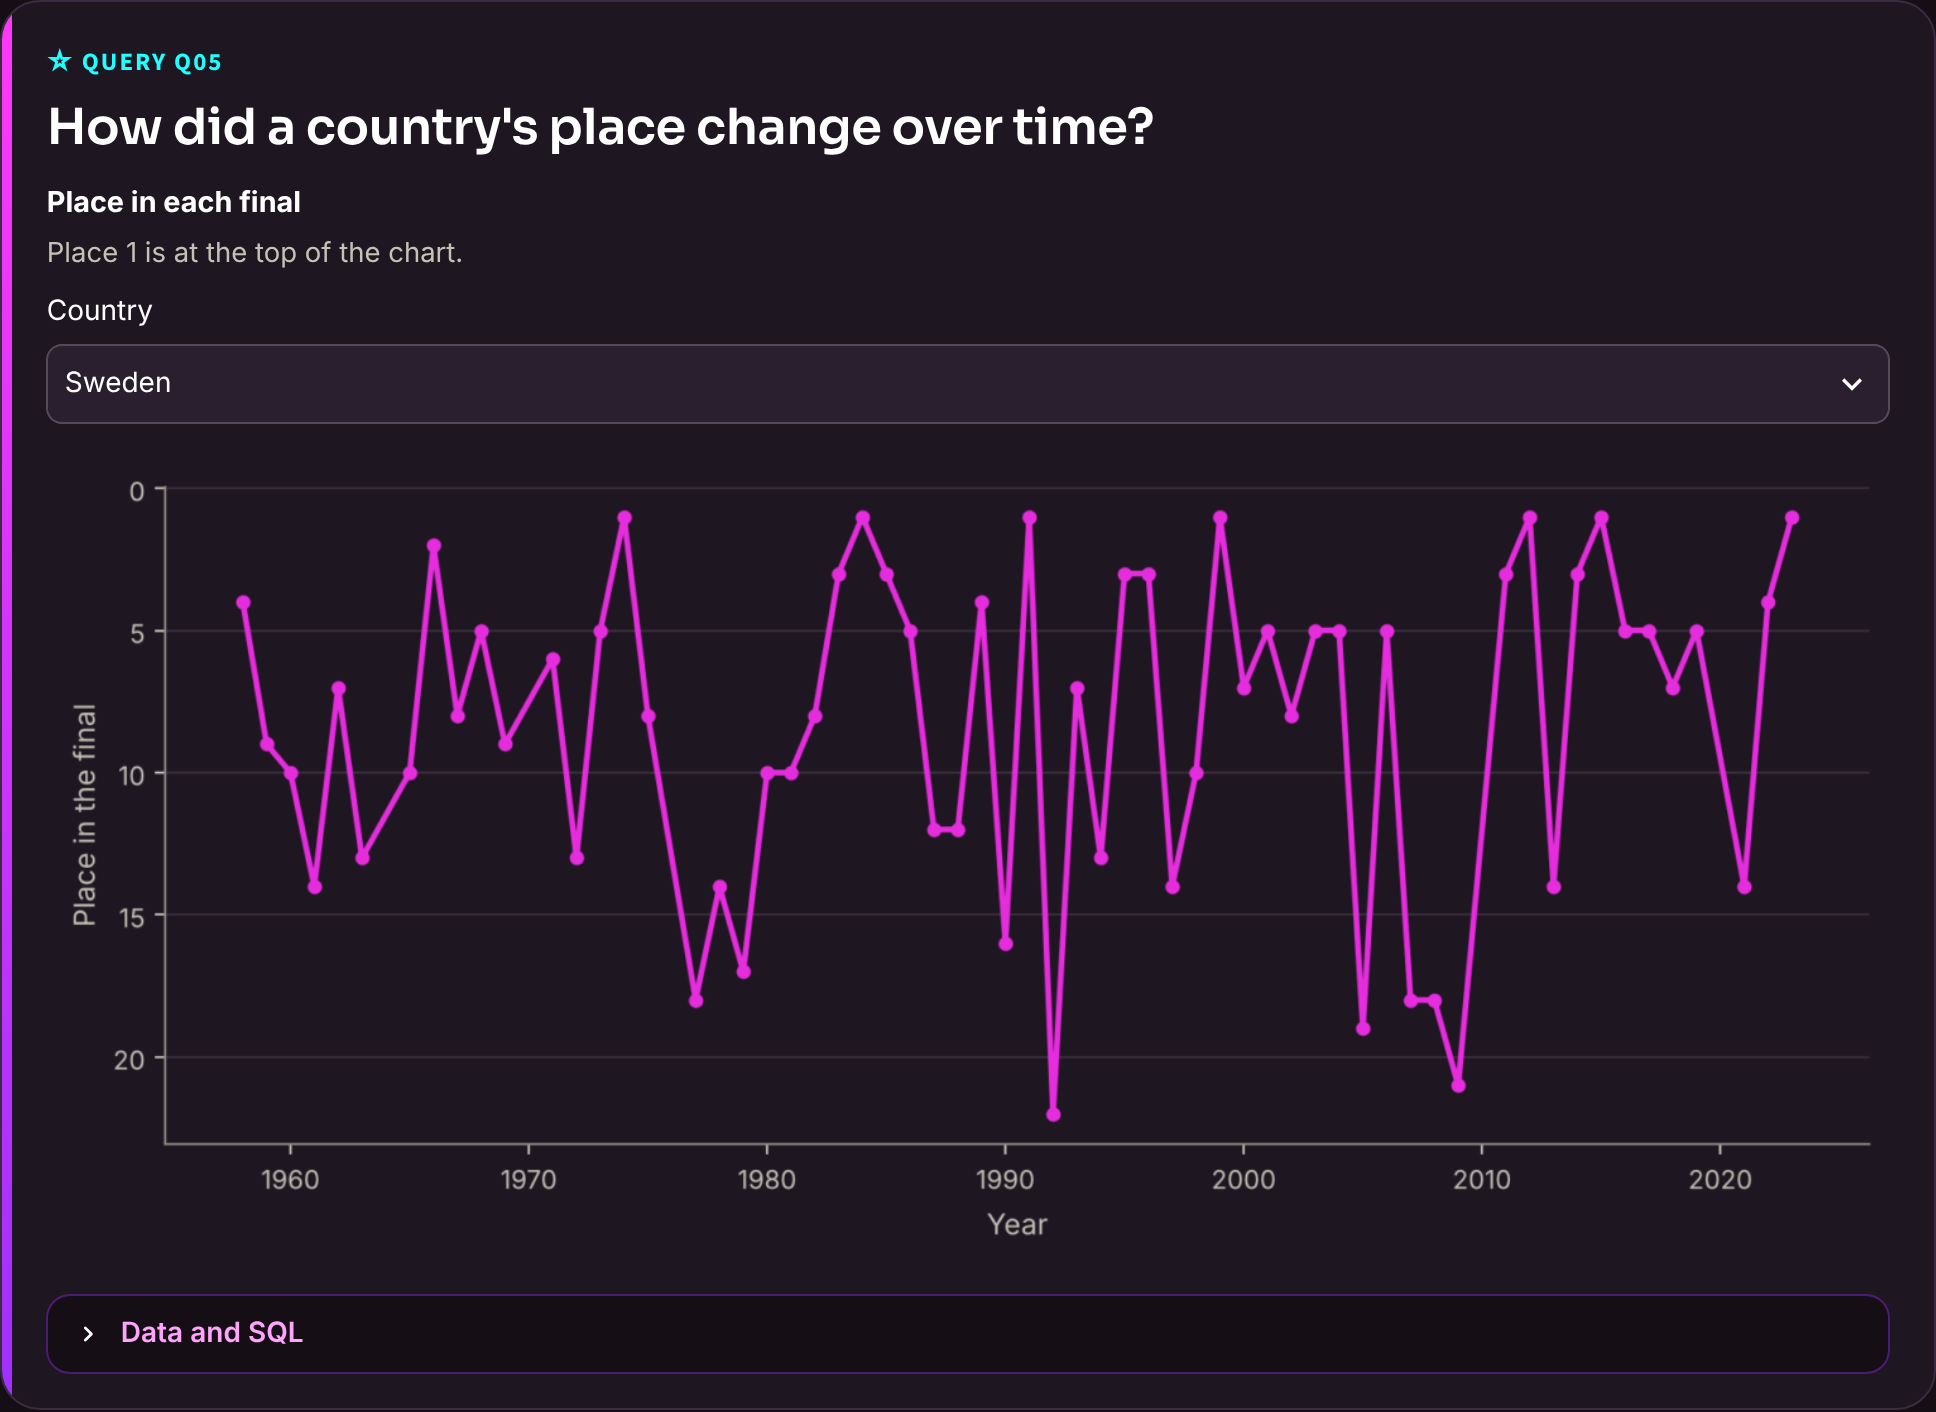 ☆ QUERY Q05
How did a country's place change over time?
Place in each final
Place 1 is at the top of the chart.
Country
Sweden
0
5
10
15
20
Place in the final
1960 1970 1980 1990 2000 2010 2020
Year
Data and SQL